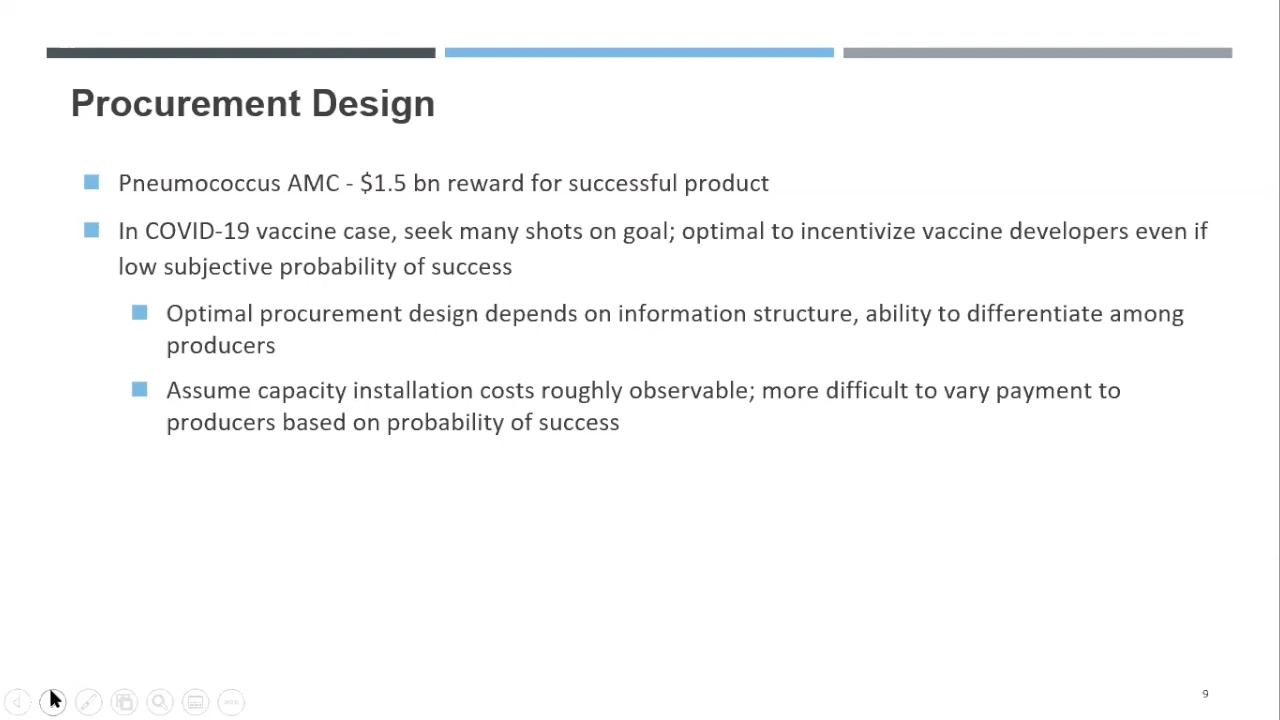 Procurement Design
Pneumococcus AMC - $1.5 bn reward for successful product
In COVID-19 vaccine case, seek many shots on goal; optimal to incentivize vaccine developers even if
low subjective probability of success
Optimal procurement design depends on information structure, ability to differentiate among
producers
Assume capacity installation costs roughly observable; more difficult to vary payment to
producers based on probability of success
9